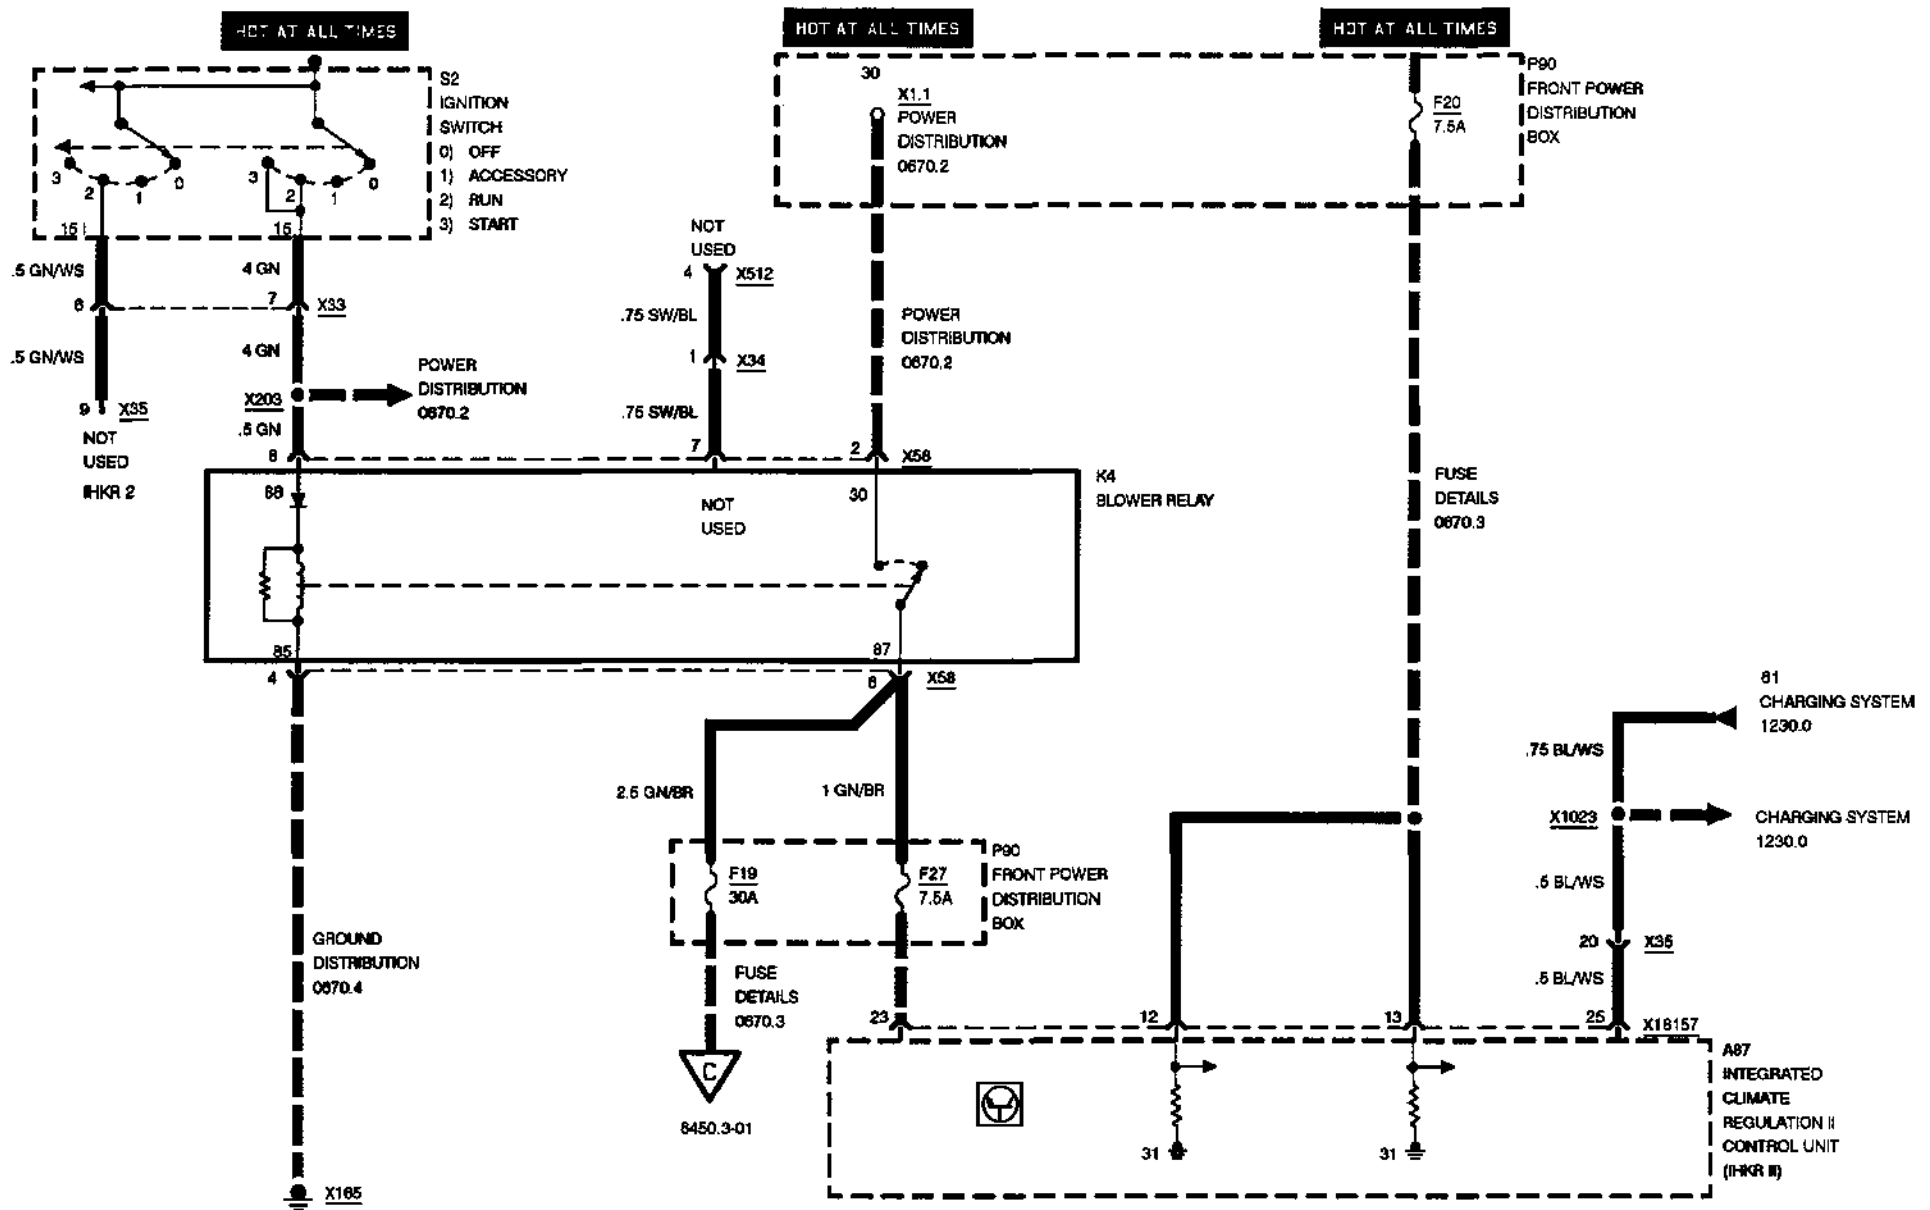 HOT AT ALL TIMES
HOT AT ALL TIMES
HOT AT ALL TIMES
S2
IGNITION
SWITCH
0) OFF
1) ACCESSORY
2) RUN
3) START
3
2
1
0
3
2
1
0
15
15
30
X1.1
POWER
DISTRIBUTION
0670.2
F20
7.5A
P90
FRONT POWER
DISTRIBUTION
BOX
.5 GN/WS
4 GN
6
7
X33
.5 GN/WS
4 GN
9
X35
NOT
USED
IHKR 2
X203
POWER
DISTRIBUTION
0670.2
.5 GN
NOT
USED
4
X512
.75 SW/BL
1
X34
.75 SW/BL
POWER
DISTRIBUTION
0670.2
8
7
2
X58
86
NOT
USED
30
K4
BLOWER RELAY
FUSE
DETAILS
0670.3
85
87
4
6
X58
2.5 GN/BR
1 GN/BR
61
CHARGING SYSTEM
1230.0
.75 BL/WS
X1023
CHARGING SYSTEM
1230.0
.5 BL/WS
F19
30A
F27
7.5A
P90
FRONT POWER
DISTRIBUTION
BOX
GROUND
DISTRIBUTION
0670.4
20
X35
.5 BL/WS
FUSE
DETAILS
0670.3
23
12
13
25
X18157
C
6450.3-01
31
31
A87
INTEGRATED
CLIMATE
REGULATION II
CONTROL UNIT
(IHKR II)
X165